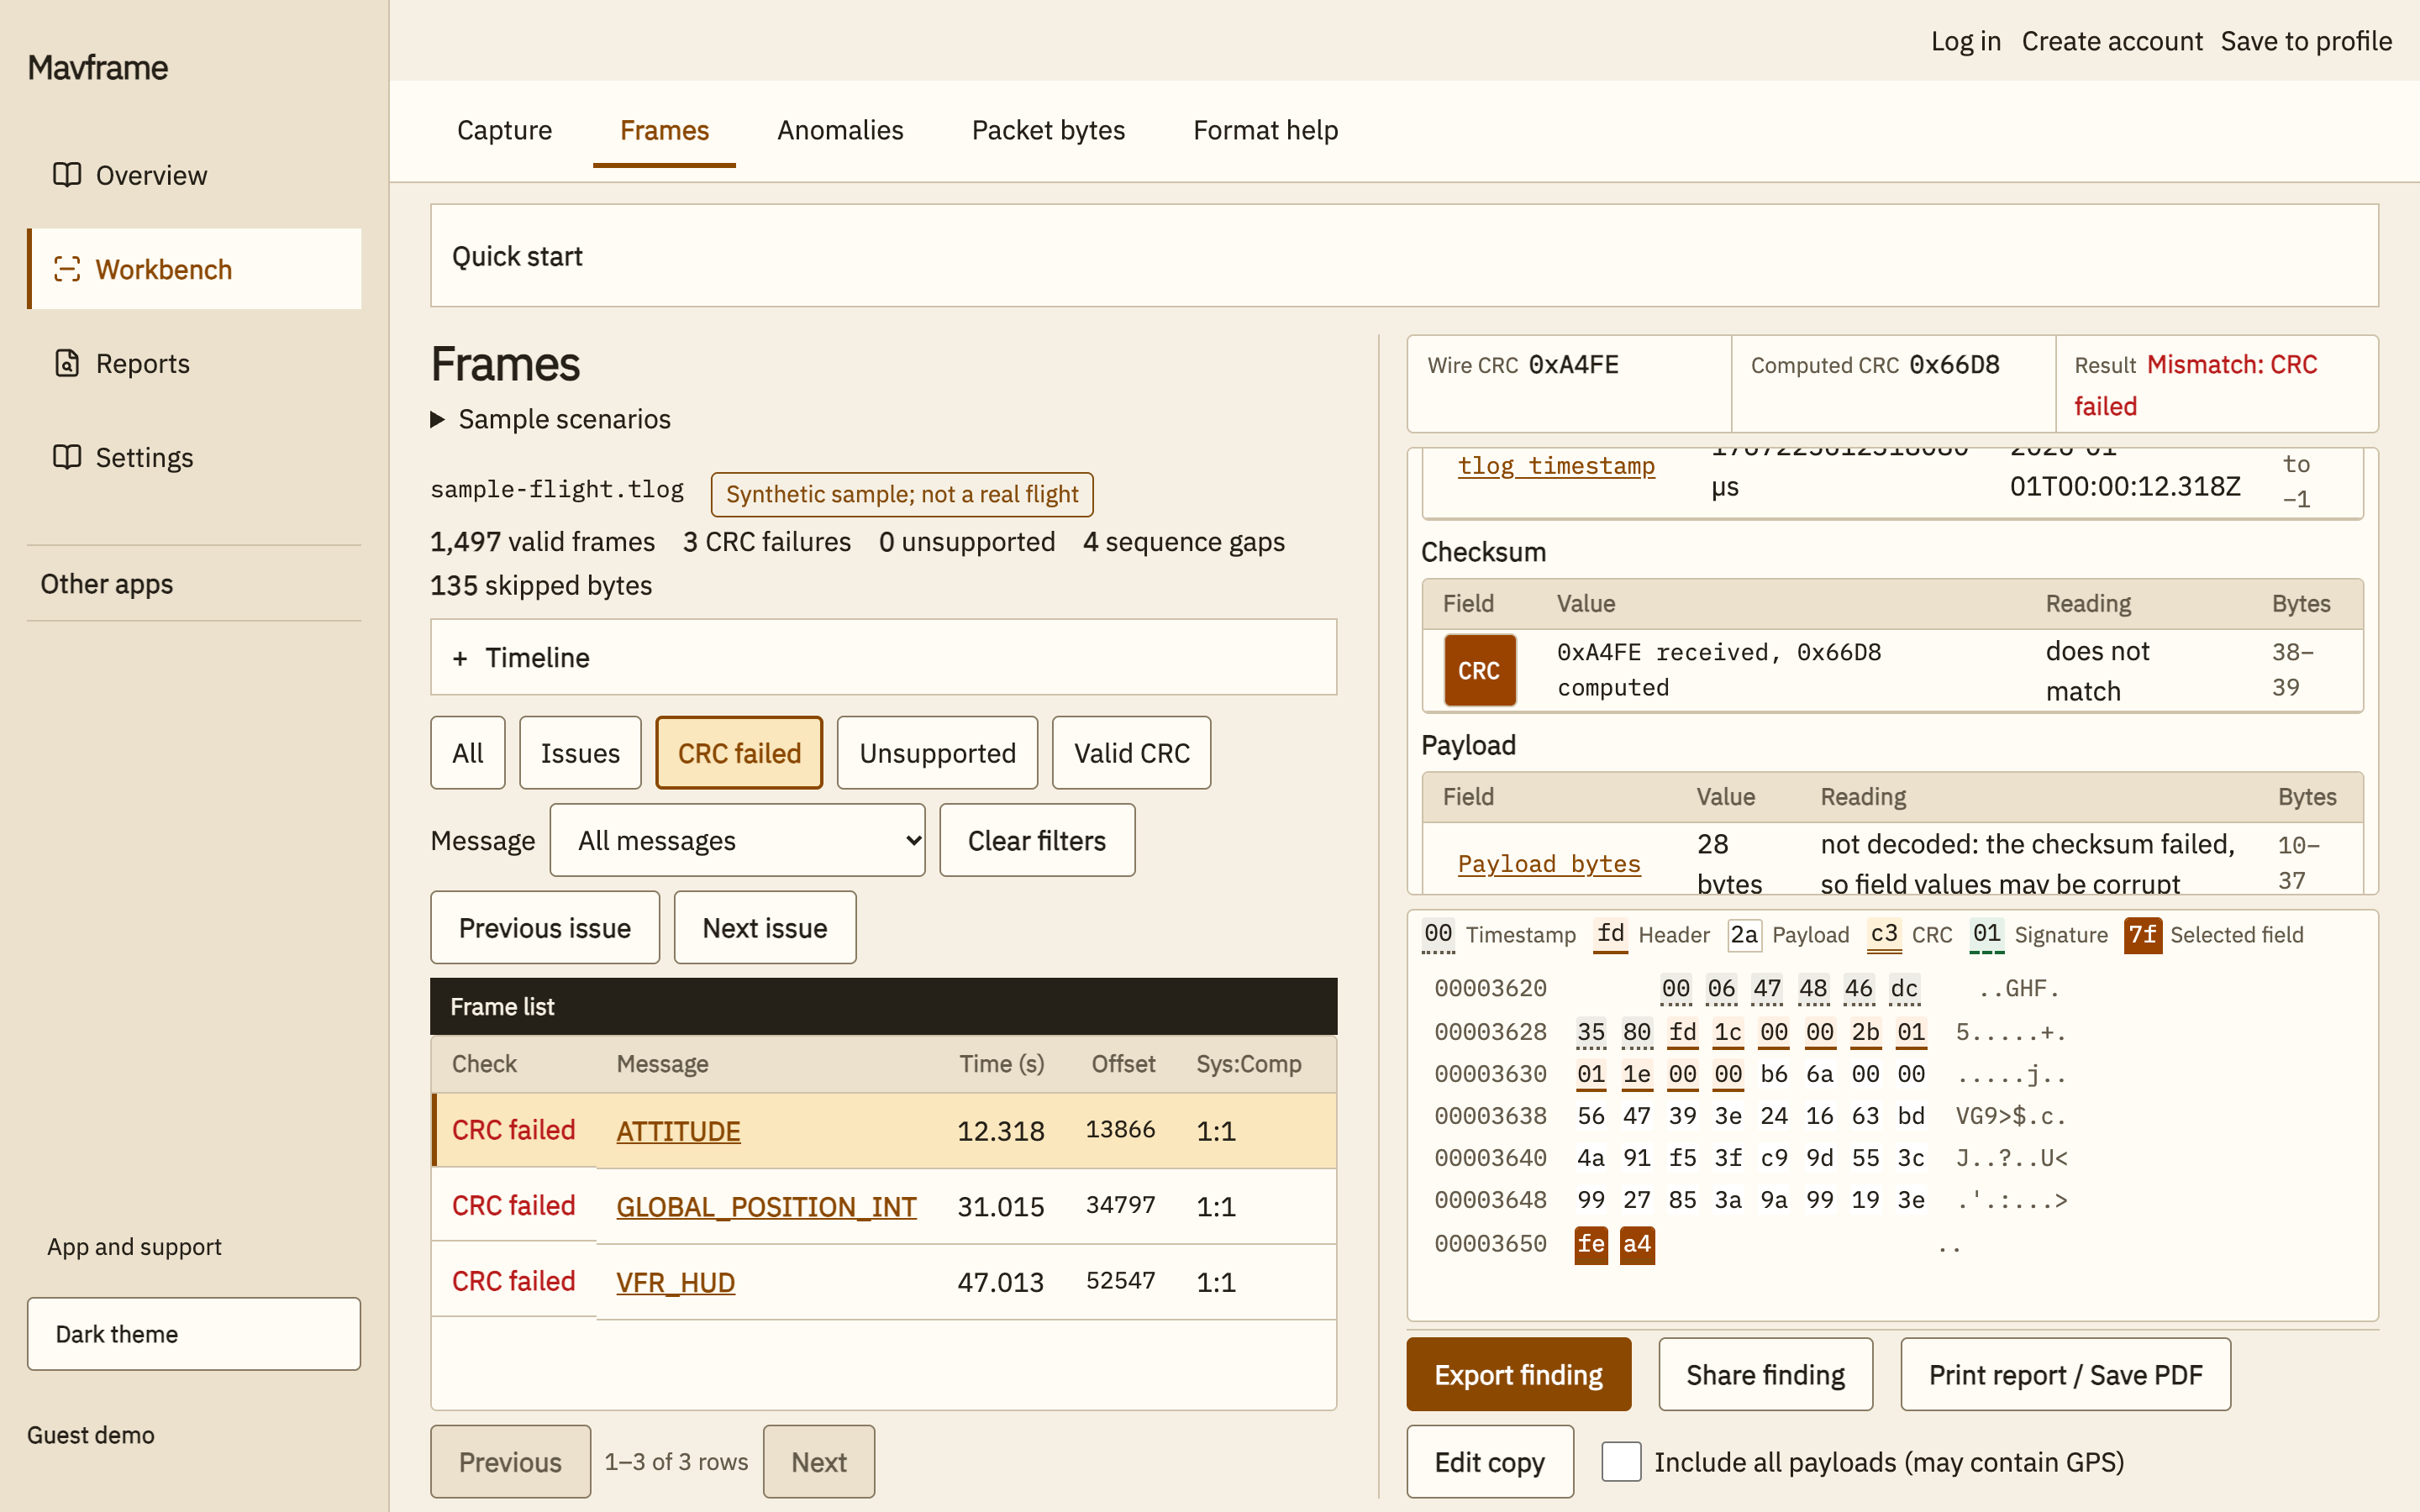 Mavframe
Overview
Workbench
Reports
Settings
Other apps
App and support
Dark theme
Guest demo
Log in Create account Save to profile
Capture Frames Anomalies Packet bytes Format help
Quick start
Frames
▶ Sample scenarios
sample-flight.tlog Synthetic sample; not a real flight
1,497 valid frames 3 CRC failures 0 unsupported 4 sequence gaps
135 skipped bytes
+ Timeline
All Issues CRC failed Unsupported Valid CRC
Message All messages Clear filters
Previous issue Next issue
Frame list
Check Message Time (s) Offset Sys:Comp
CRC failed ATTITUDE 12.318 13866 1:1
CRC failed GLOBAL_POSITION_INT 31.015 34797 1:1
CRC failed VFR_HUD 47.013 52547 1:1
Previous 1–3 of 3 rows Next
Wire CRC 0xA4FE Computed CRC 0x66D8 Result Mismatch: CRC
failed
tlog timestamp to
µs 01T00:00:12.318Z −1
Checksum
Field Value Reading Bytes
CRC 0xA4FE received, 0x66D8 does not 38–
computed match 39
Payload
Field Value Reading Bytes
Payload bytes 28 not decoded: the checksum failed, 10–
bytes so field values may be corrupt 37
00 Timestamp fd Header 2a Payload c3 CRC 01 Signature 7f Selected field
00003620 00 06 47 48 46 dc ..GHF.
00003628 35 80 fd 1c 00 00 2b 01 5.....+.
00003630 01 1e 00 00 b6 6a 00 00 .....j..
00003638 56 47 39 3e 24 16 63 bd VG9>$.c.
00003640 4a 91 f5 3f c9 9d 55 3c J..?..U<
00003648 99 27 85 3a 9a 99 19 3e .'.:...>
00003650 fe a4 ..
Export finding Share finding Print report / Save PDF
Edit copy Include all payloads (may contain GPS)